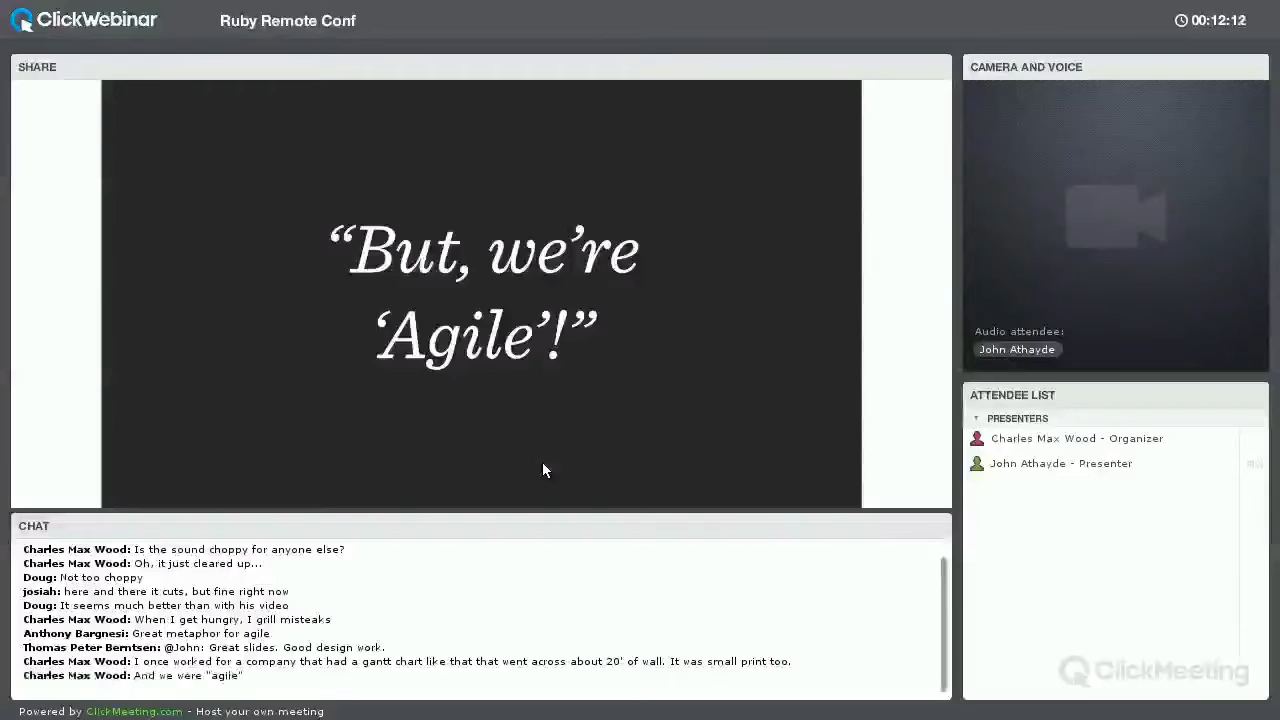 ClickWebinar
Ruby Remote Conf
00:12:12
SHARE
“But, we’re
‘Agile’!”
CAMERA AND VOICE
Audio attendee:
John Athayde
ATTENDEE LIST
PRESENTERS
Charles Max Wood - Organizer
John Athayde - Presenter
CHAT
Charles Max Wood: Is the sound choppy for anyone else?
Charles Max Wood: Oh, it just cleared up...
Doug: Not too choppy
josiah: here and there it cuts, but fine right now
Doug: It seems much better than with his video
Charles Max Wood: When I get hungry, I grill misteaks
Anthony Bargnesi: Great metaphor for agile
Thomas Peter Berntsen: @John: Great slides. Good design work.
Charles Max Wood: I once worked for a company that had a gantt chart like that that went across about 20' of wall. It was small print too.
Charles Max Wood: And we were "agile"
ClickMeeting
Powered by ClickMeeting.com - Host your own meeting